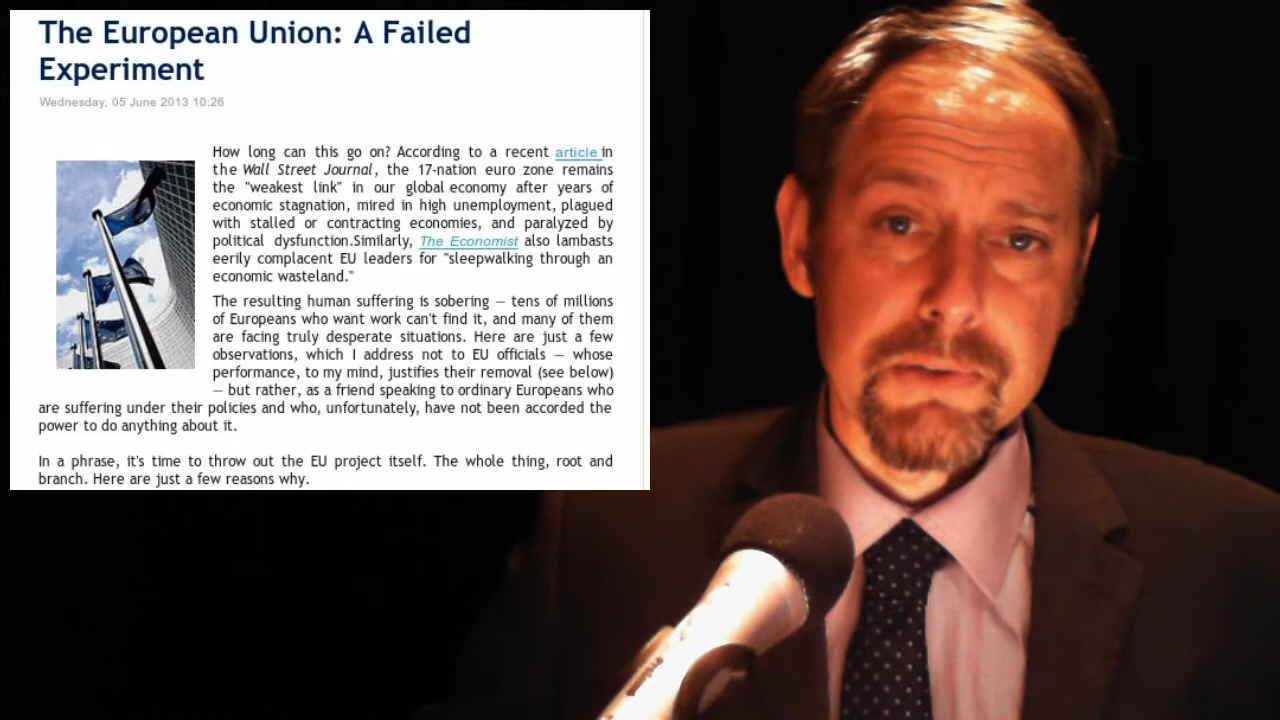 The European Union: A Failed
Experiment
Wednesday, 05 June 2013 10:26
How long can this go on? According to a recent article in
the Wall Street Journal, the 17-nation euro zone remains
the "weakest link" in our global economy after years of
economic stagnation, mired in high unemployment, plagued
with stalled or contracting economies, and paralyzed by
political dysfunction.Similarly, The Economist also lambasts
eerily complacent EU leaders for "sleepwalking through an
economic wasteland."
The resulting human suffering is sobering — tens of millions
of Europeans who want work can't find it, and many of them
are facing truly desperate situations. Here are just a few
observations, which I address not to EU officials — whose
performance, to my mind, justifies their removal (see below)
— but rather, as a friend speaking to ordinary Europeans who
are suffering under their policies and who, unfortunately, have not been accorded the
power to do anything about it.
In a phrase, it's time to throw out the EU project itself. The whole thing, root and
branch. Here are just a few reasons why.